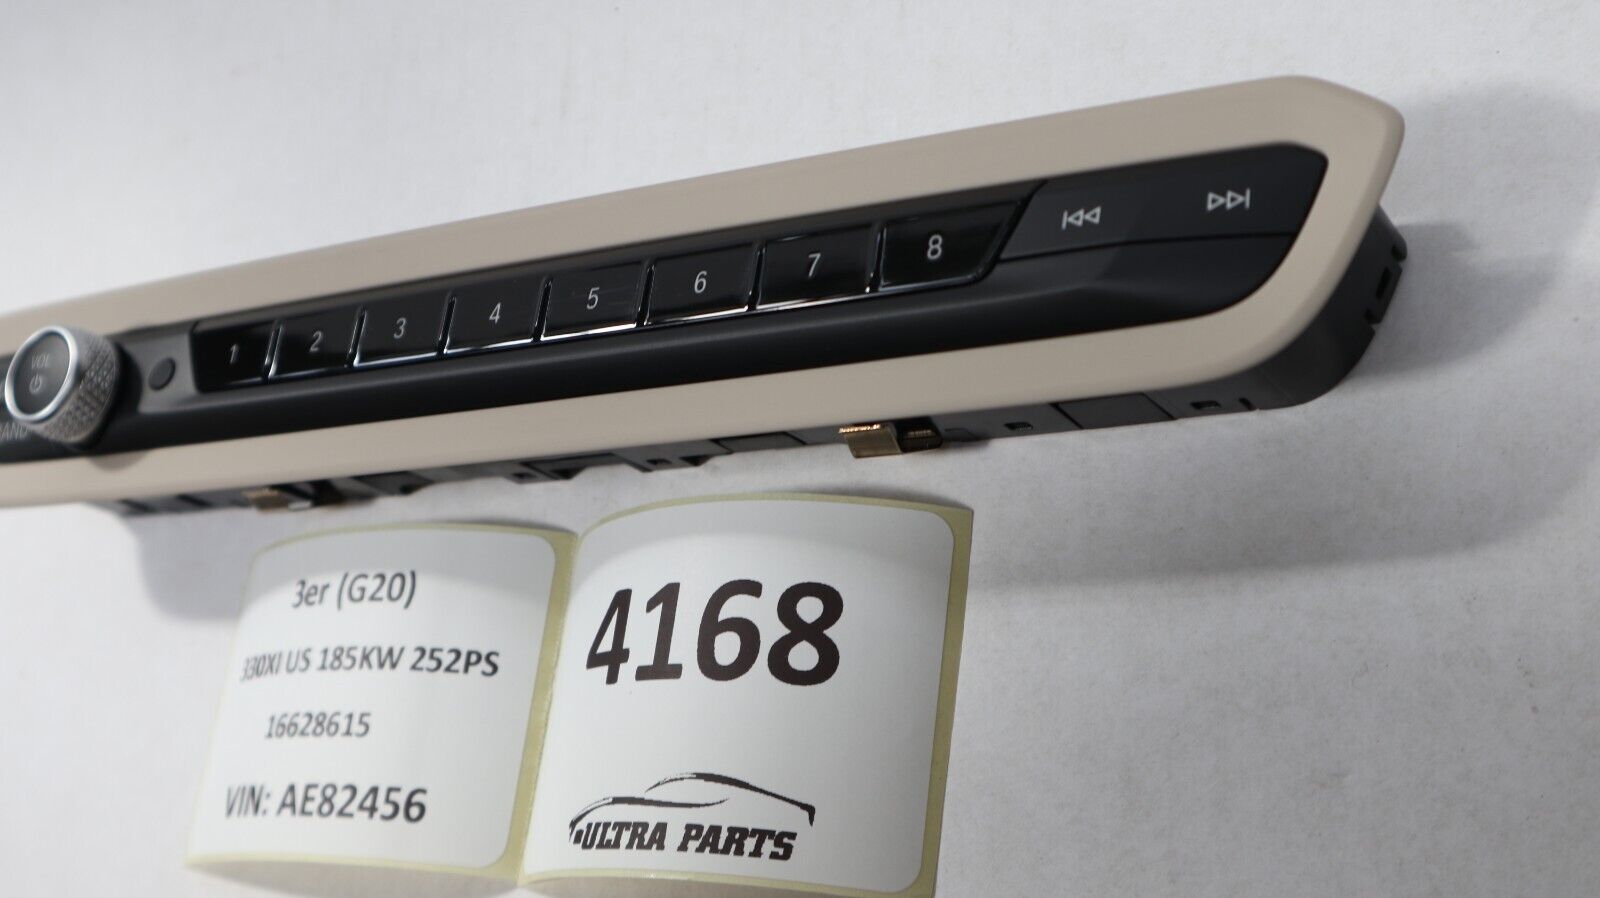 VOL
1 2 3 4 5 6 7 8
3er (G20)
330XI US 185KW 252PS
16628615
VIN: AE82456
4168
ULTRA PARTS